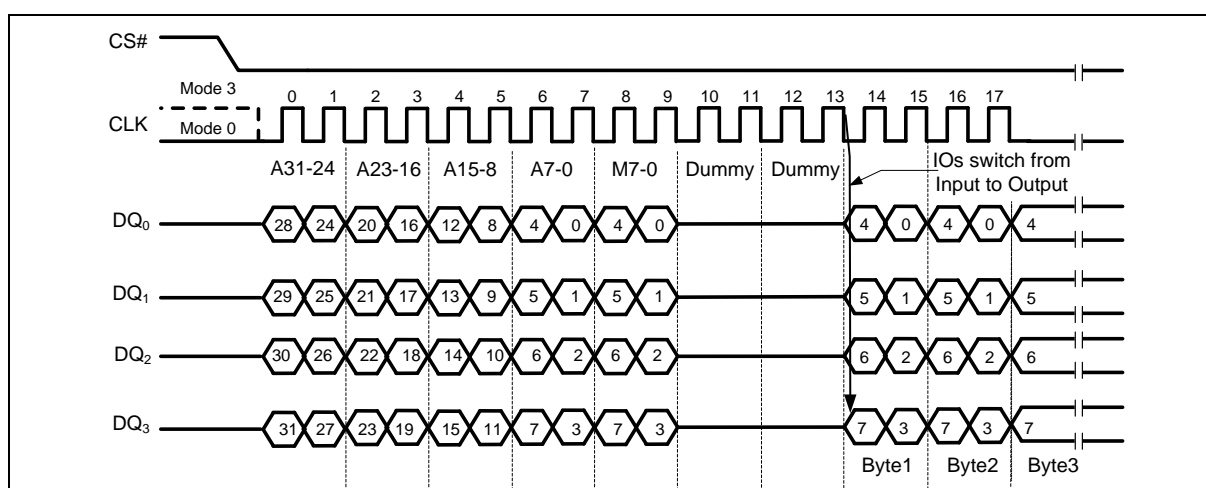 CS#
Mode 3
0 1 2 3 4 5 6 7 8 9 10 11 12 13 14 15 16 17
CLK
Mode 0
A31-24 A23-16 A15-8 A7-0 M7-0 Dummy Dummy
IOs switch from
Input to Output
DQ0 28 24 20 16 12 8 4 0 4 0 4 0 4 0 4
DQ1 29 25 21 17 13 9 5 1 5 1 5 1 5 1 5
DQ2 30 26 22 18 14 10 6 2 6 2 6 2 6 2 6
DQ3 31 27 23 19 15 11 7 3 7 3 7 3 7 3 7
Byte1 Byte2 Byte3